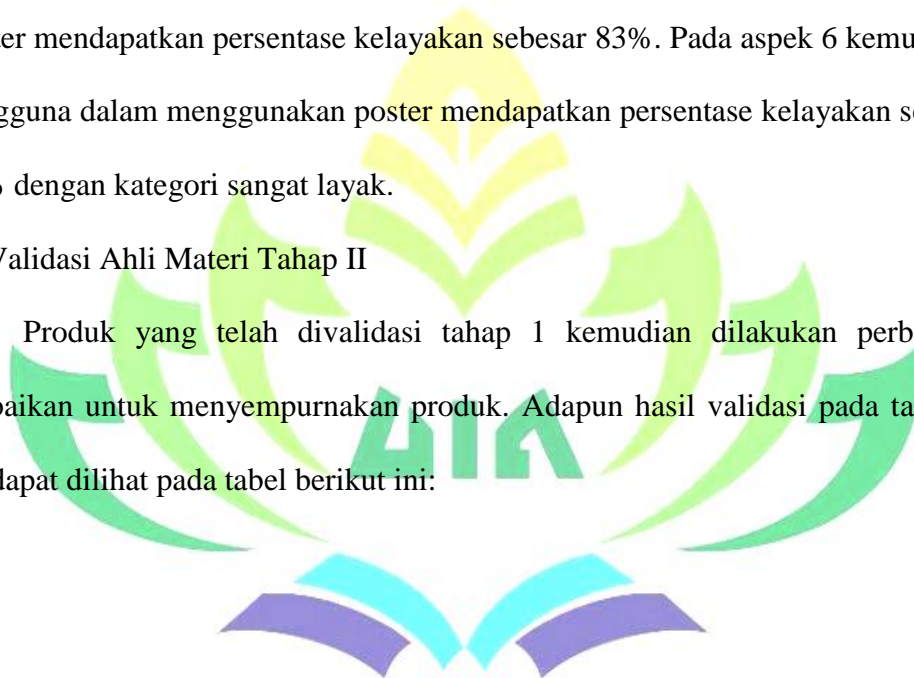 ter mendapatkan persentase kelayakan sebesar 83%. Pada aspek 6 kemu
gguna dalam menggunakan poster mendapatkan persentase kelayakan se
dengan kategori sangat layak.
Validasi Ahli Materi Tahap II
Produk yang telah divalidasi tahap 1 kemudian dilakukan perb
baikan untuk menyempurnakan produk. Adapun hasil validasi pada ta
dapat dilihat pada tabel berikut ini: